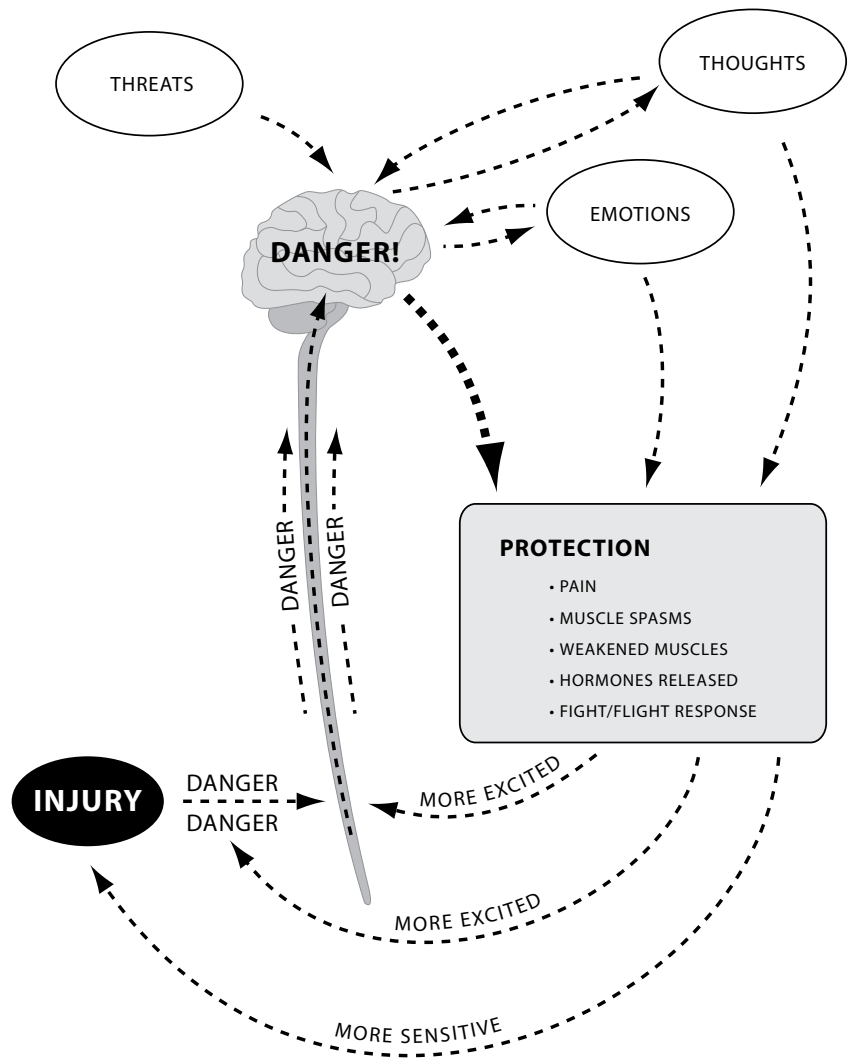 THREATS
THOUGHTS
EMOTIONS
DANGER!
DANGER
DANGER
PROTECTION
• PAIN
• MUSCLE SPASMS
• WEAKENED MUSCLES
• HORMONES RELEASED
• FIGHT/FLIGHT RESPONSE
INJURY
DANGER
DANGER
MORE EXCITED
MORE EXCITED
MORE SENSITIVE